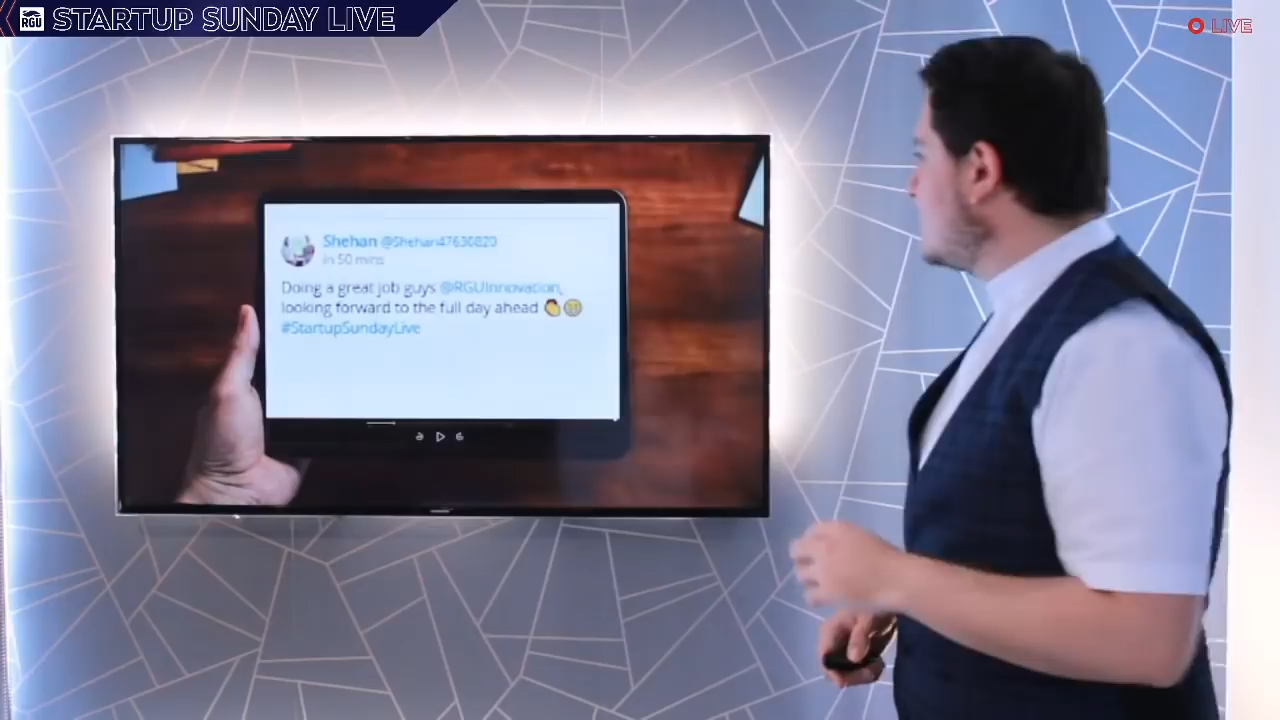 RGU STARTUP SUNDAY LIVE
LIVE
Shehan @Shehan47630820
in 50 mins
Doing a great job guys @RGUInnovation,
looking forward to the full day ahead 👏😊
#StartupSundayLive